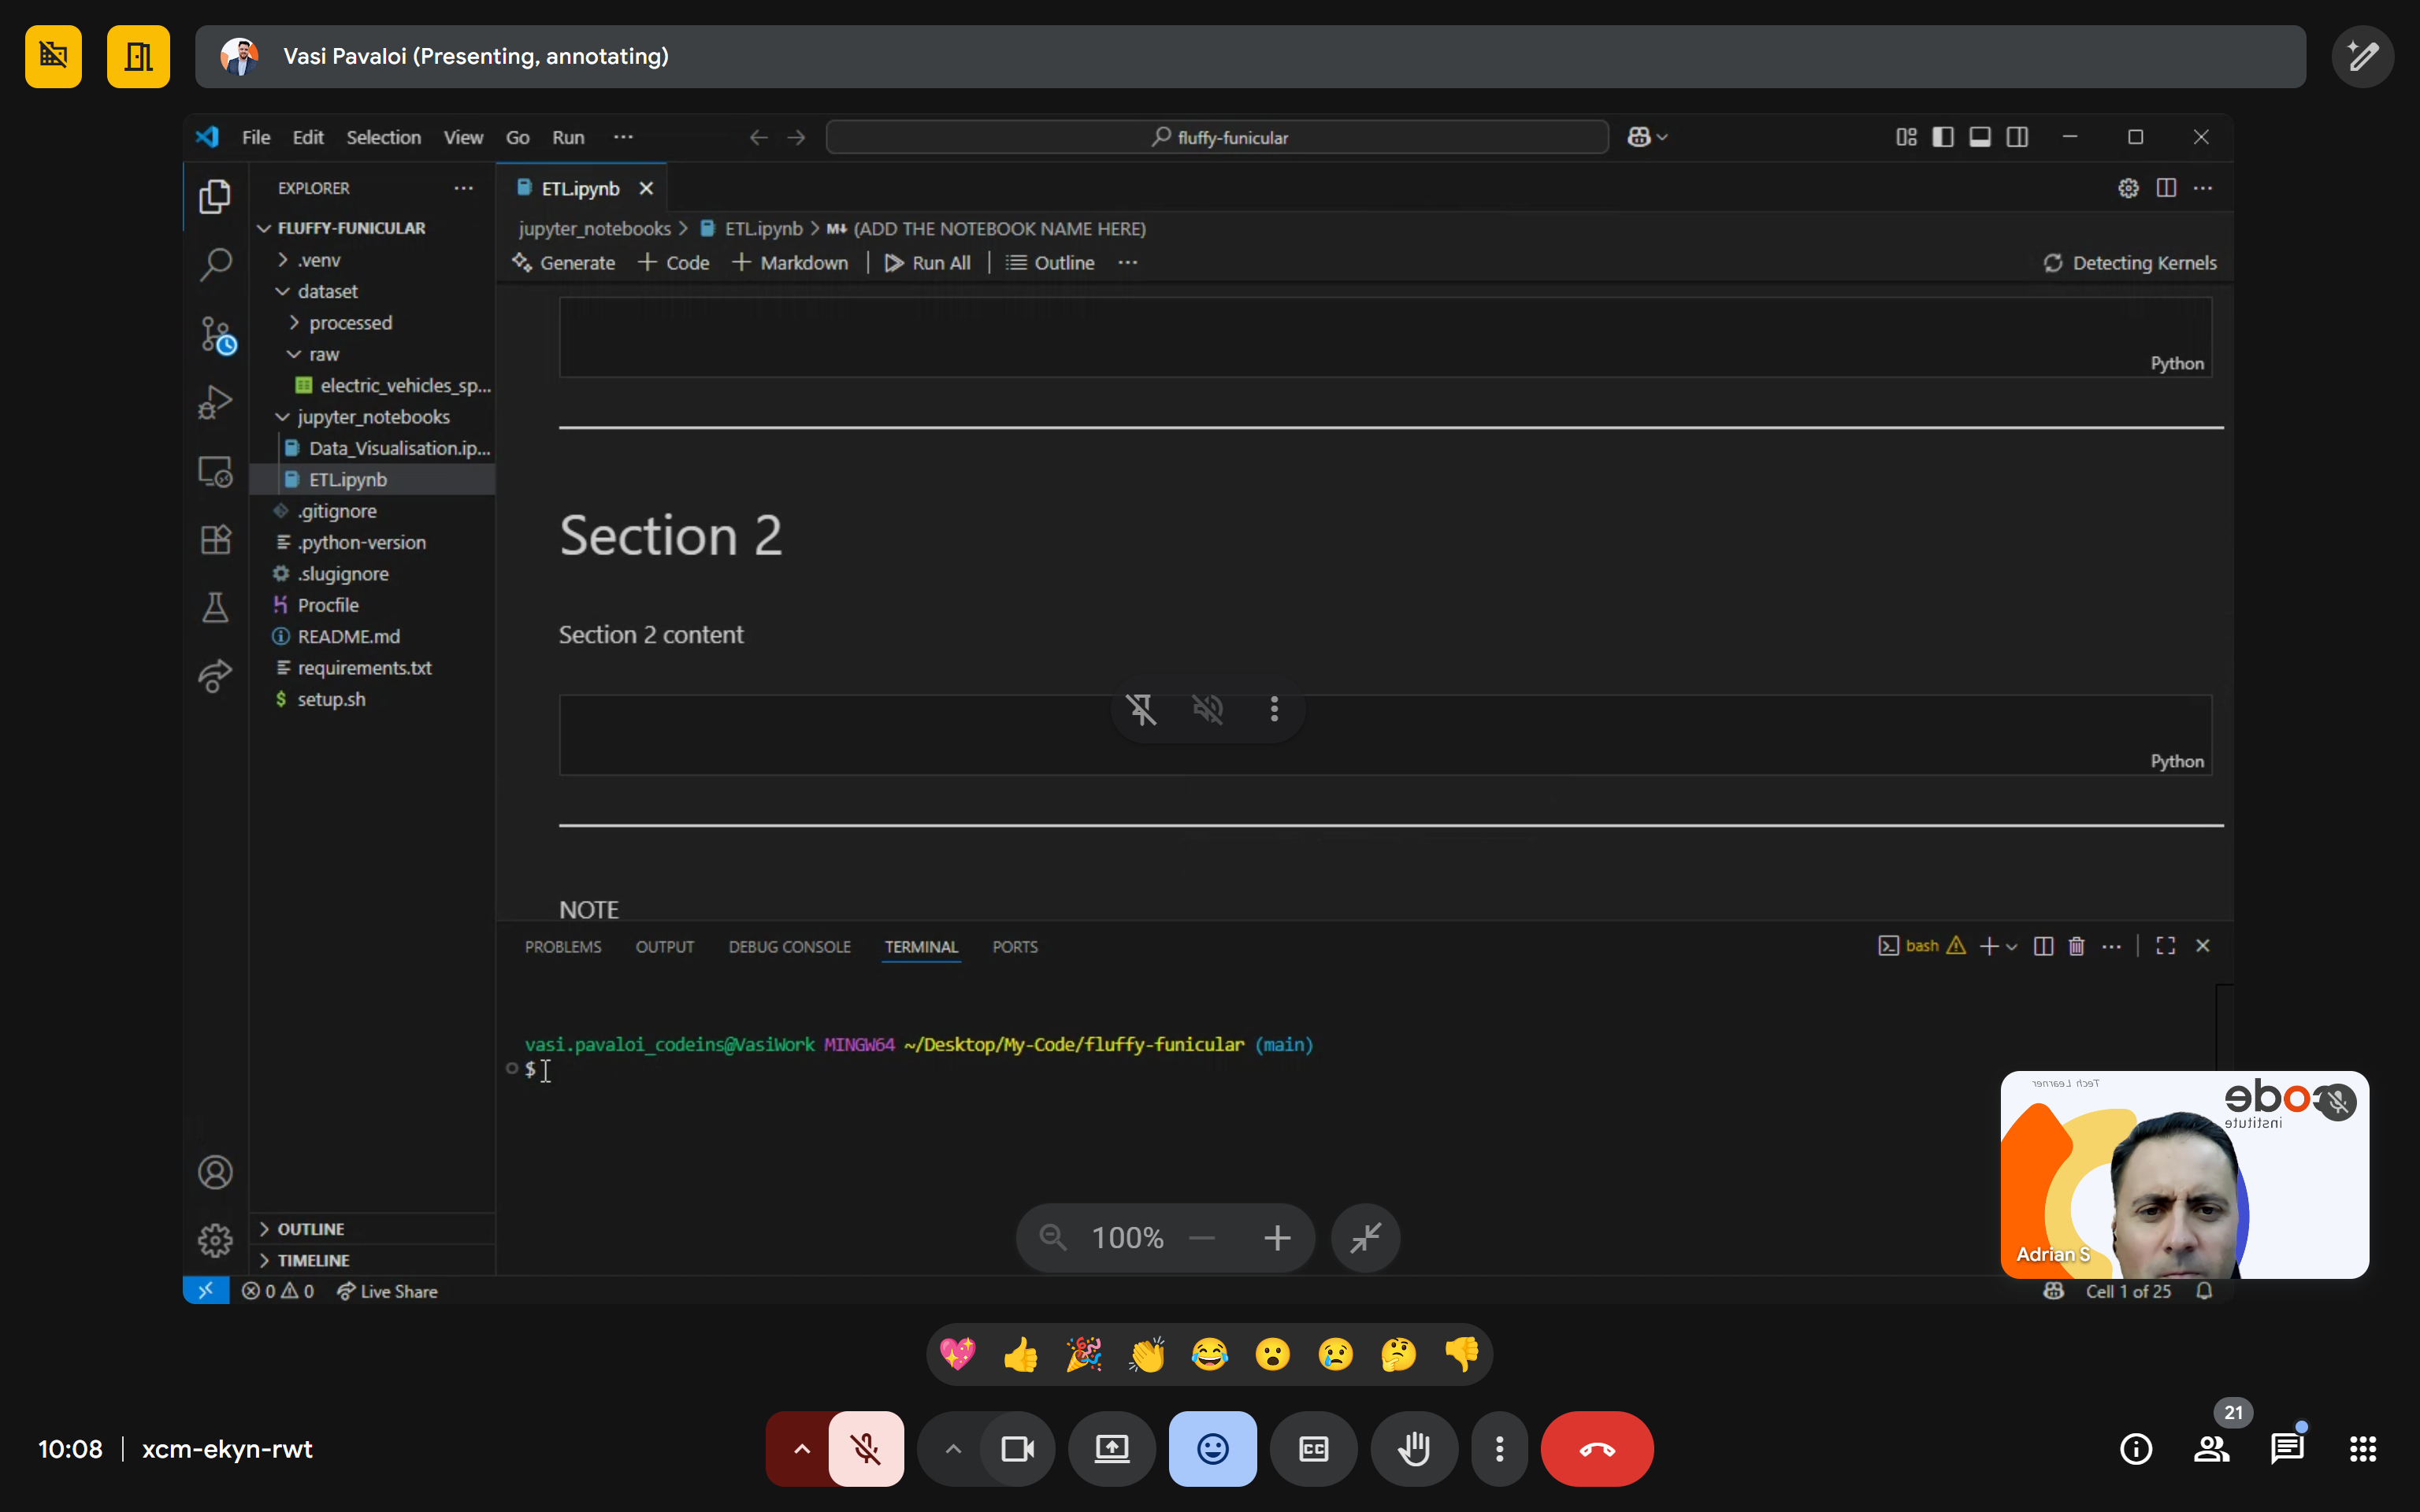 Vasi Pavaloi (Presenting, annotating)
File Edit Selection View Go Run ···
fluffy-funicular
EXPLORER
FLUFFY-FUNICULAR
.venv
dataset
processed
raw
electric_vehicles_sp...
jupyter_notebooks
Data_Visualisation.ip...
ETL.ipynb
.gitignore
.python-version
.slugignore
Procfile
README.md
requirements.txt
$ setup.sh
OUTLINE
TIMELINE
ETL.ipynb
jupyter_notebooks > ETL.ipynb > M↓ (ADD THE NOTEBOOK NAME HERE)
Generate + Code + Markdown | Run All | Outline ···
Detecting Kernels
Python
Section 2
Section 2 content
Python
NOTE
PROBLEMS OUTPUT DEBUG CONSOLE TERMINAL PORTS
bash
vasi.pavaloi_codeins@VasiWork MINGW64 ~/Desktop/My-Code/fluffy-funicular (main)
$
Tech Learner
institute
Adrian S
100%
0 0 Live Share
Cell 1 of 25
10:08 | xcm-ekyn-rwt
CC
21